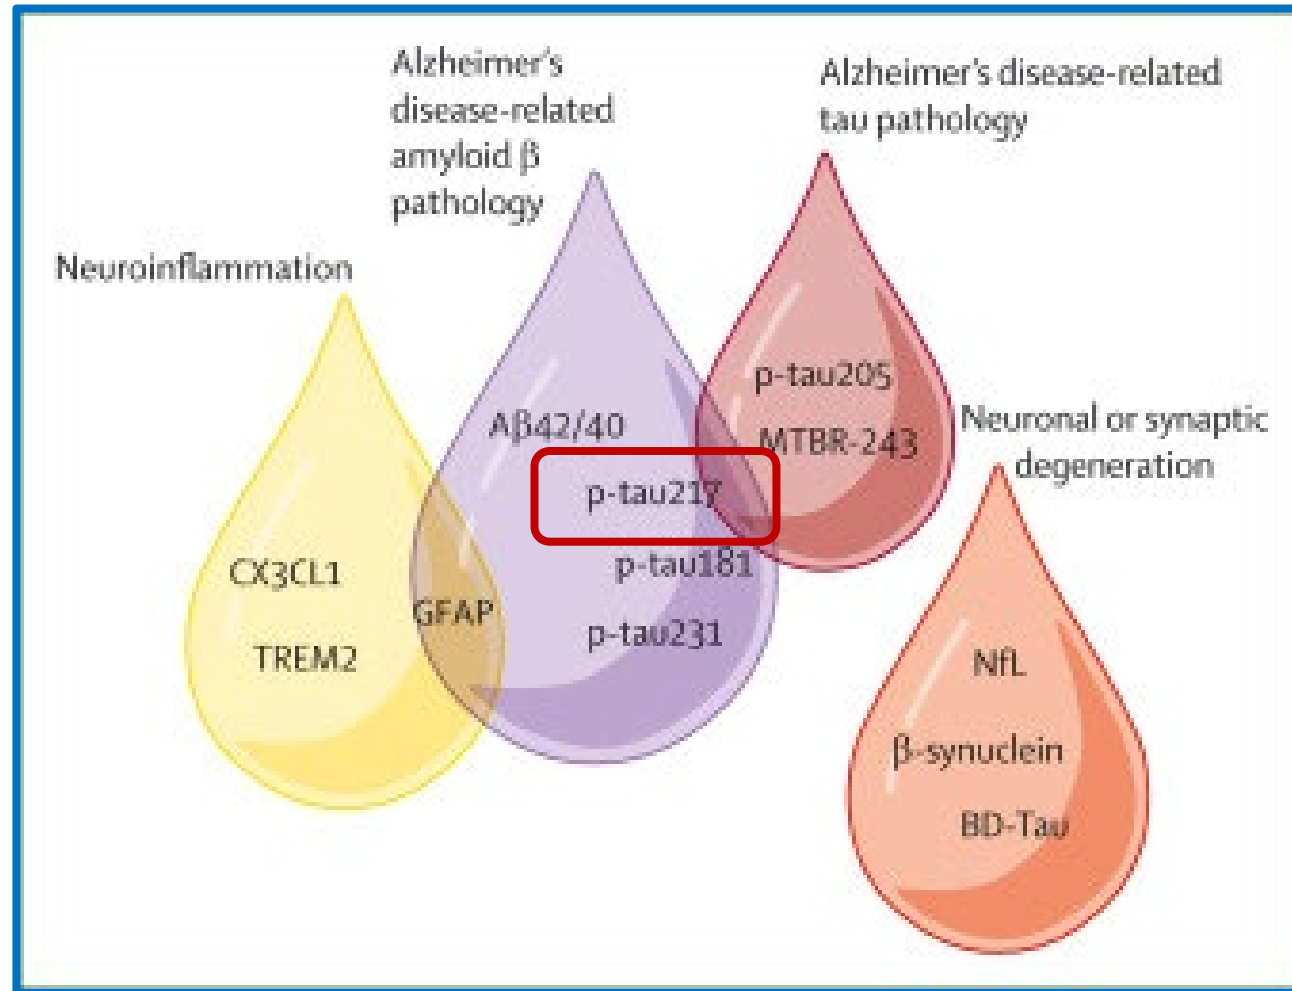 Alzheimer's
disease-related
amyloid β
pathology
Alzheimer's disease-related
tau pathology
Neuroinflammation
p-tau205
MTBR-243
Aβ42/40
p-tau217
p-tau181
p-tau231
GFAP
CX3CL1
TREM2
Neuronal or synaptic
degeneration
NfL
β-synuclein
BD-Tau